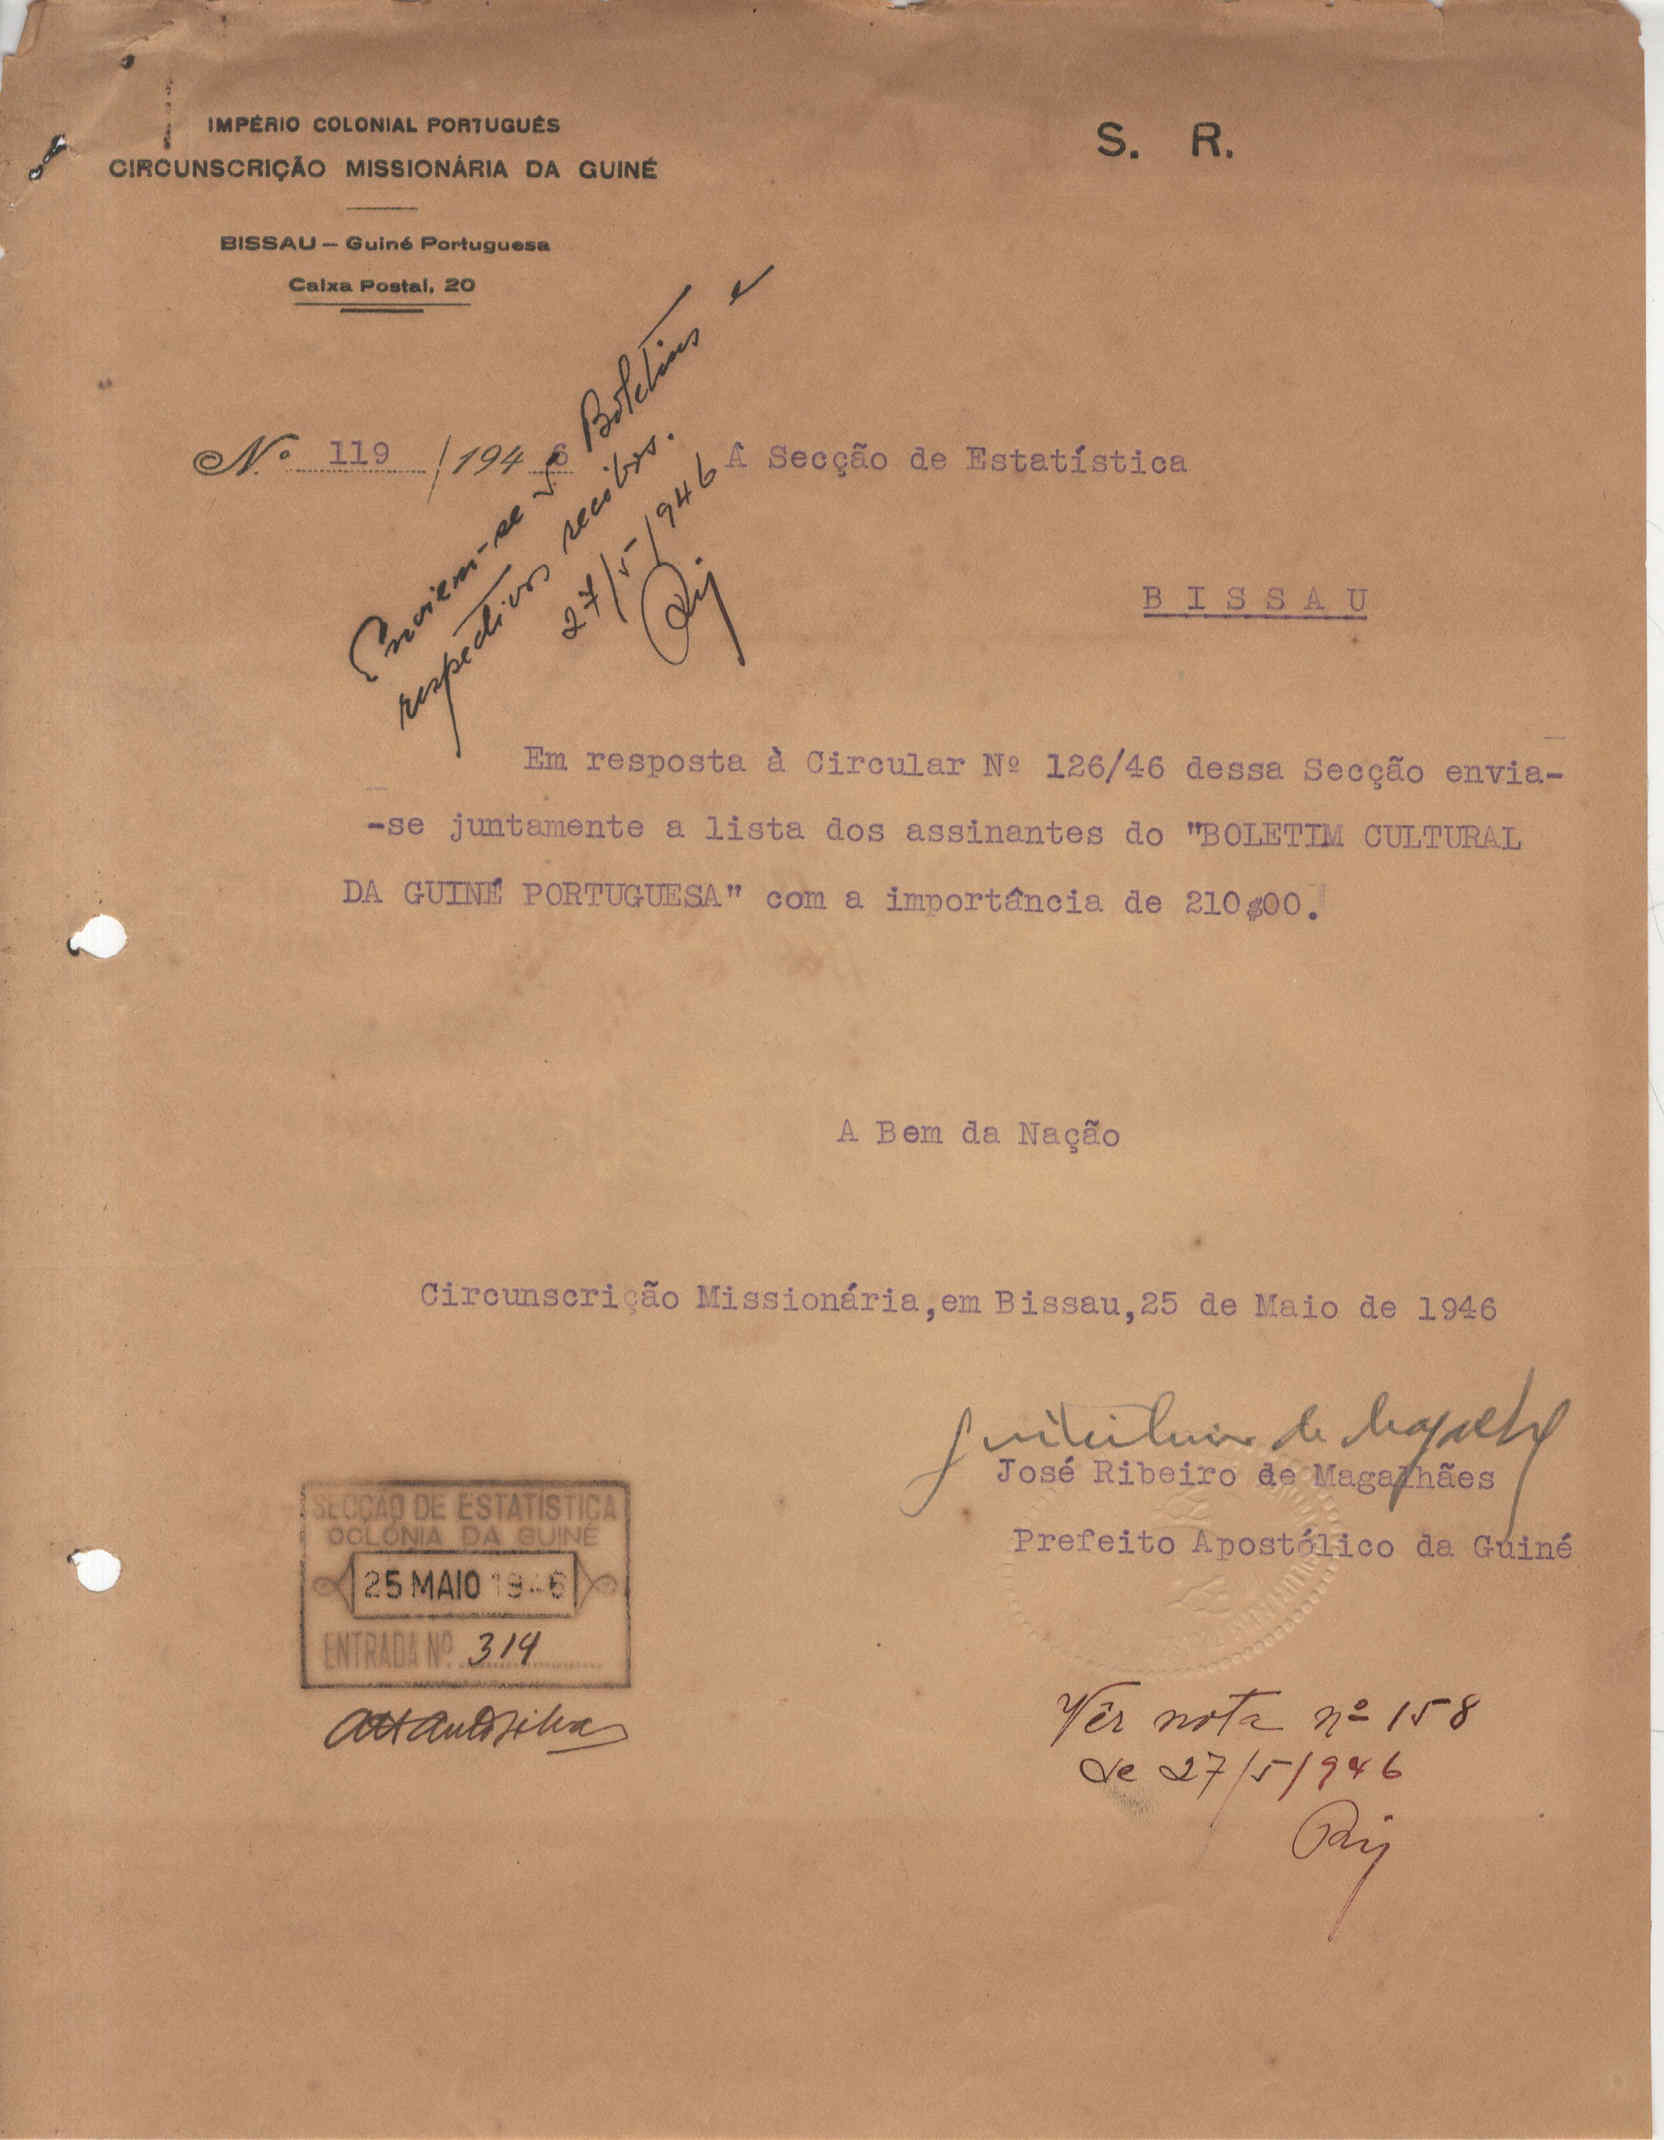 IMPÉRIO COLONIAL PORTUGUÊS
CIRCUNSCRIÇÃO MISSIONÁRIA DA GUINÉ
BISSAU — Guiné Portuguesa
Caixa Postal, 20
S. R.
Enviem-se os Boletins e
respectivos recibos.
27/5/946
N.º 119 / 1946
Â Secção de Estatística
BISSAU
Em resposta à Circular Nº 126/46 dessa Secção envia-
-se juntamente a lista dos assinantes do "BOLETIM CULTURAL
DA GUINÉ PORTUGUESA" com a importância de 210$00.
A Bem da Nação
Circunscrição Missionária,em Bissau,25 de Maio de 1946
José Ribeiro de Magalhães
Prefeito Apostólico da Guiné
SECÇÃO DE ESTATISTICA
COLÓNIA DA GUINÉ
25 MAIO 1946
ENTRADA Nº 314
Vêr nota nº 158
de 27/5/946